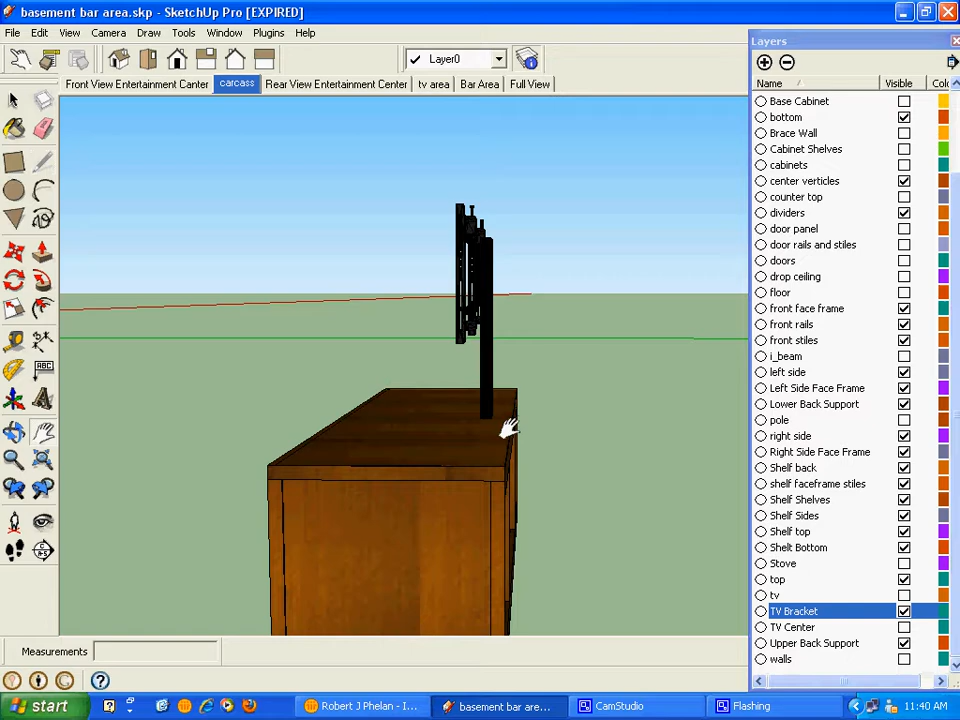 basement bar area.skp - SketchUp Pro [EXPIRED]
File Edit View Camera Draw Tools Window Plugins Help
Layer0
Front View Entertainment Canter carcass Rear View Entertainment Center tv area Bar Area Full View
Layers
Name Visible Colo
Base Cabinet
bottom
Brace Wall
Cabinet Shelves
cabinets
center verticles
counter top
dividers
door panel
door rails and stiles
doors
drop ceiling
floor
front face frame
front rails
front stiles
i_beam
left side
Left Side Face Frame
Lower Back Support
pole
right side
Right Side Face Frame
Shelf back
shelf faceframe stiles
Shelf Shelves
Shelf Sides
Shelf top
Shelt Bottom
Stove
top
tv
TV Bracket
TV Center
Upper Back Support
walls
ABC
A
Measurements
start
Robert J Phelan - I...
basement bar are...
CamStudio
Flashing
11:40 AM